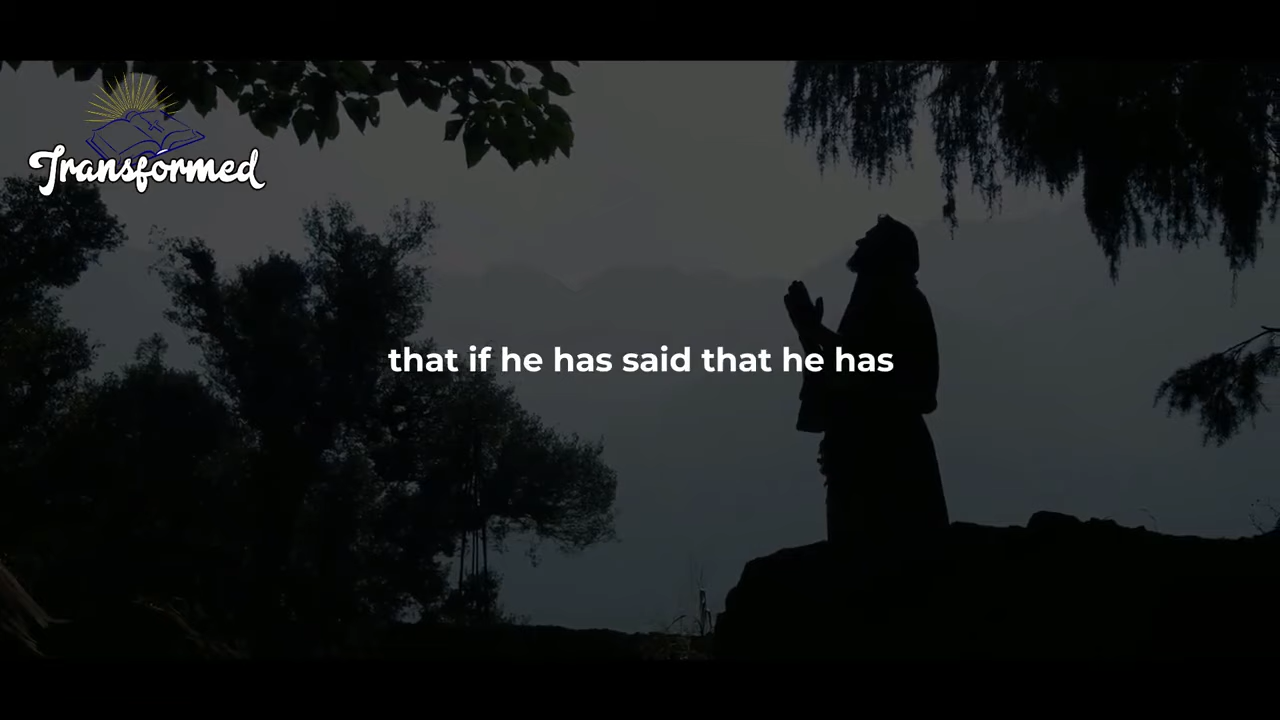 Transformed
that if he has said that he has